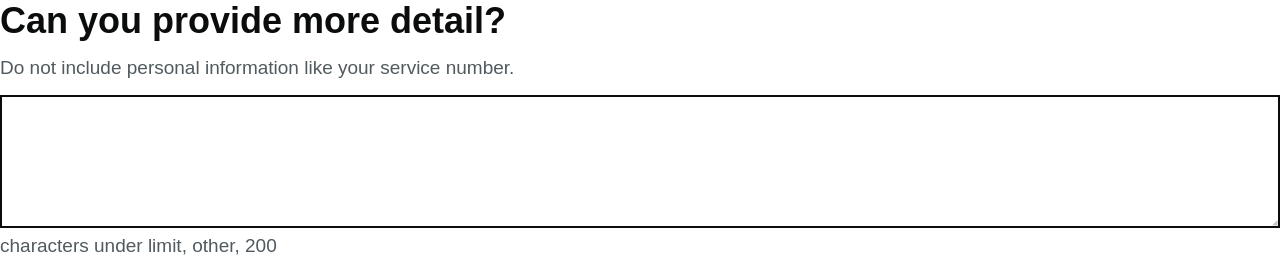 Can you provide more detail?
Do not include personal information like your service number.
characters under limit, other, 200